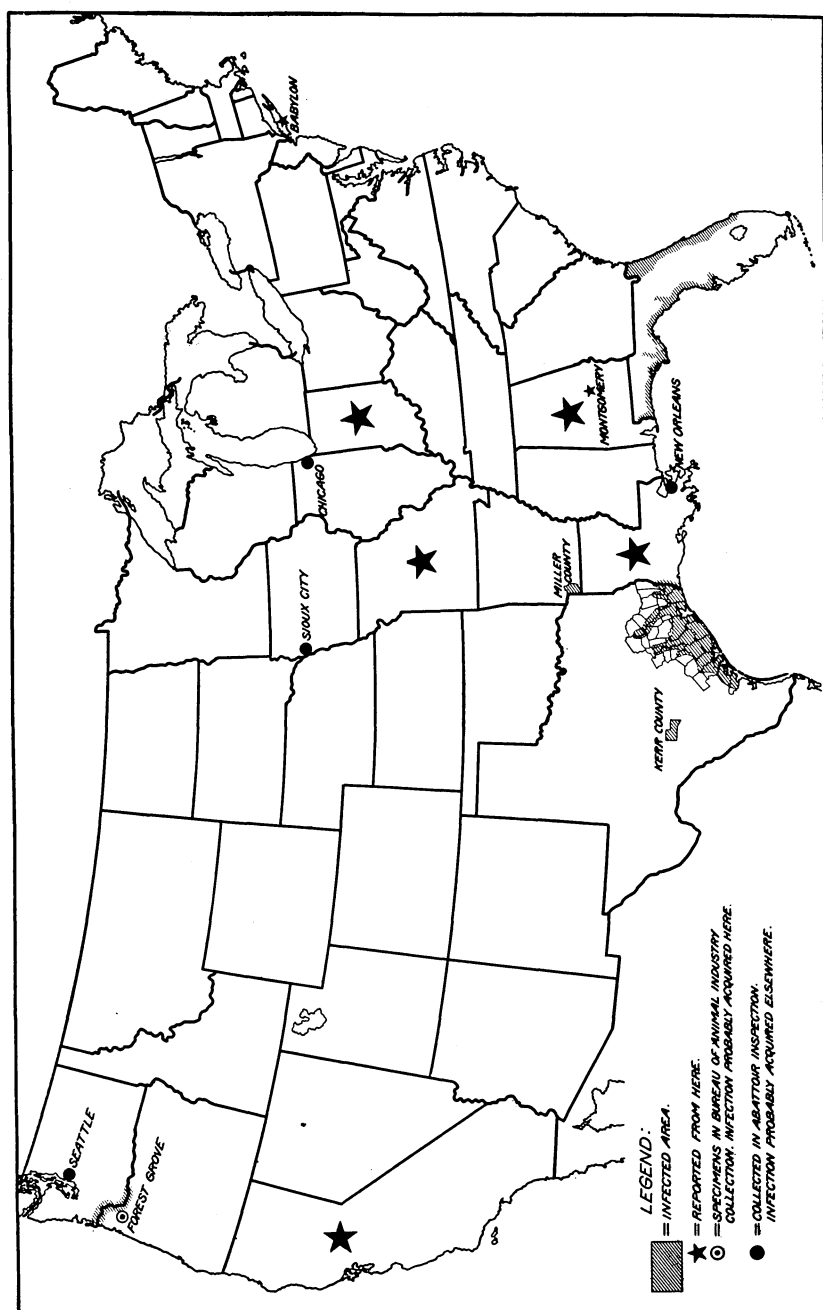 SEATTLE
FOREST GROVE
SIOUX CITY
CHICAGO
BABYLON
MILLER
COUNTY
MONTGOMERY
NEW ORLEANS
KERR COUNTY
LEGEND:
= INFECTED AREA.
= REPORTED FROM HERE.
= SPECIMENS IN BUREAU OF ANIMAL INDUSTRY
COLLECTION. INFECTION PROBABLY ACQUIRED HERE.
= COLLECTED IN ABATTOIR INSPECTION.
INFECTION PROBABLY ACQUIRED ELSEWHERE.